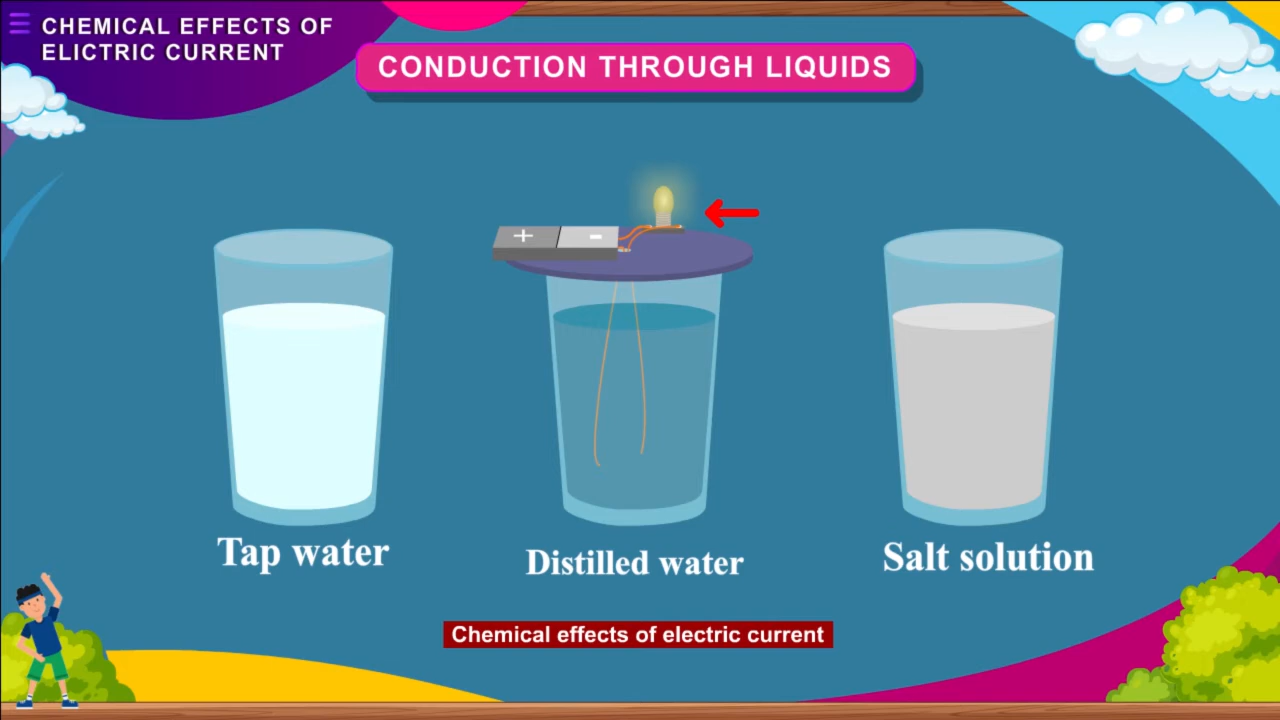 CHEMICAL EFFECTS OF
ELICTRIC CURRENT
CONDUCTION THROUGH LIQUIDS
+ -
Tap water
Distilled water
Salt solution
Chemical effects of electric current